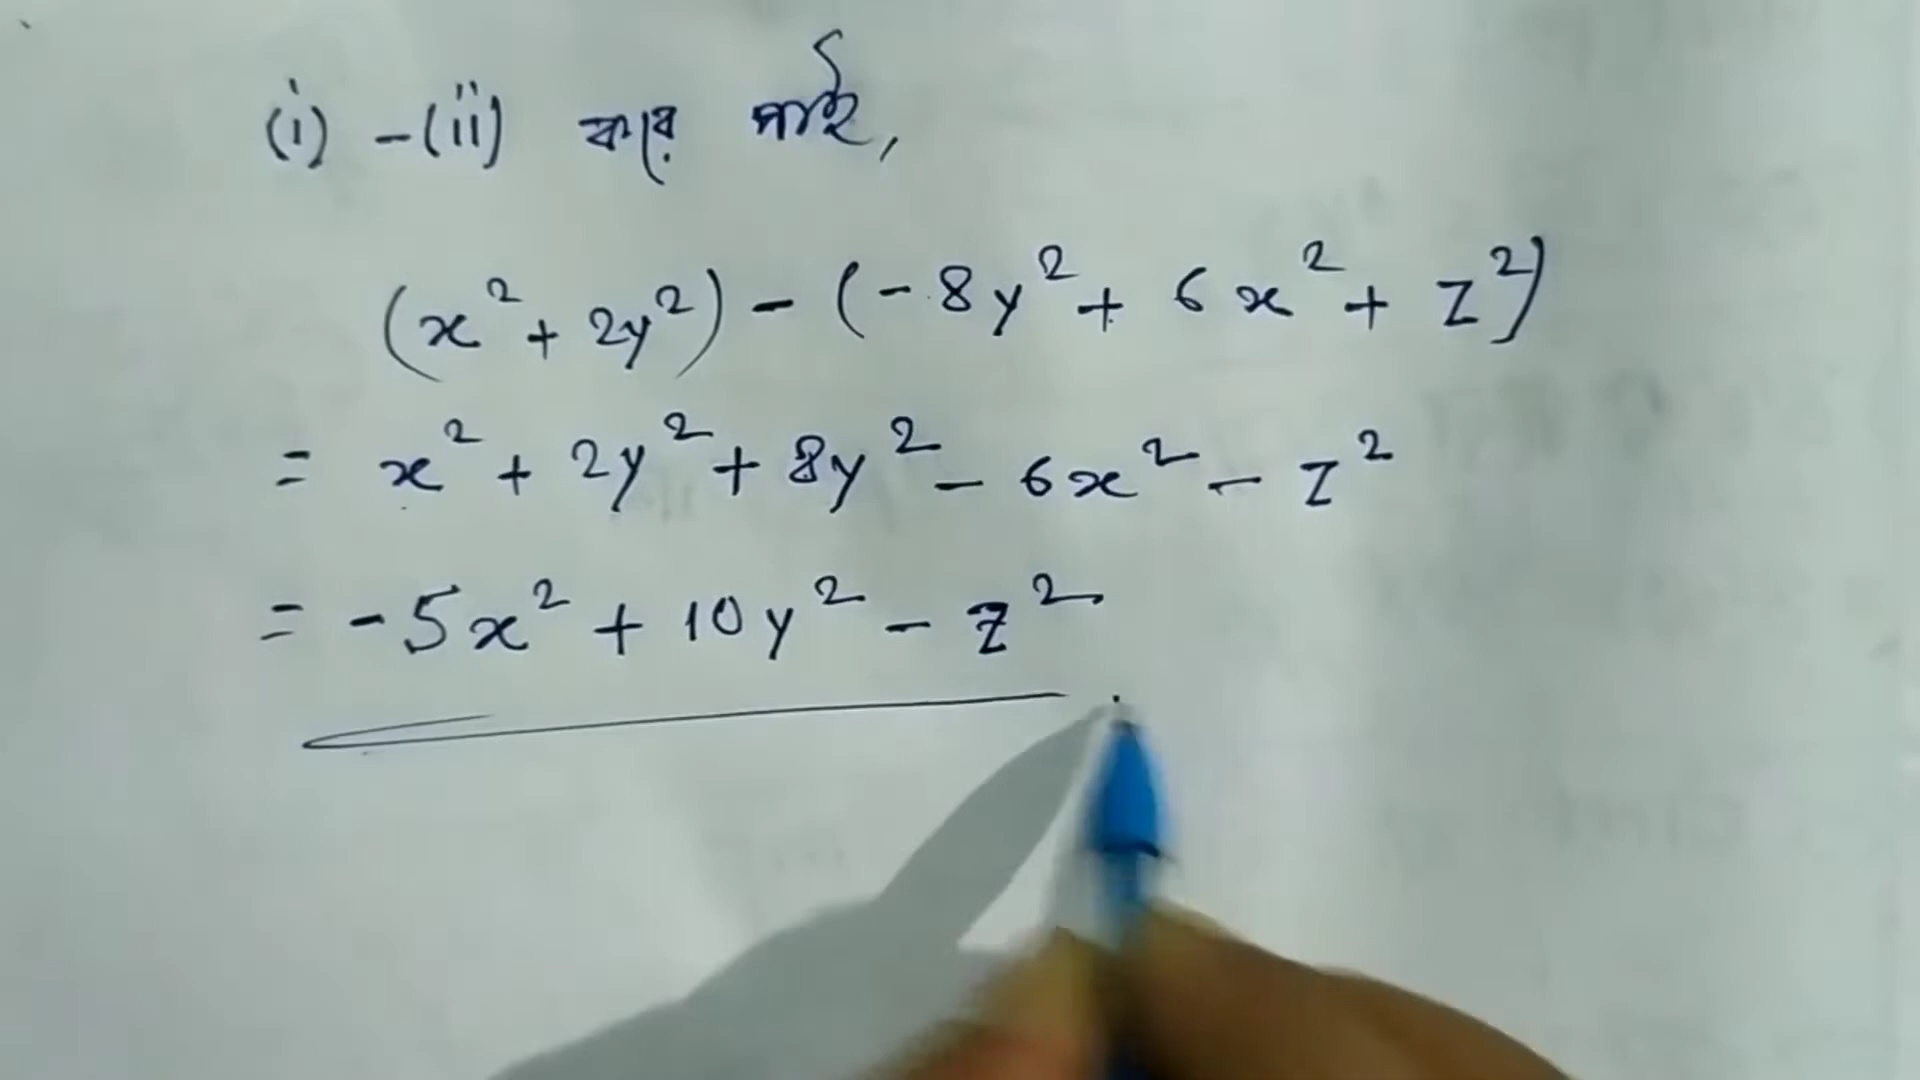 (i) - (ii) করে পাই,
(x² + 2y²) - (-8y² + 6x² + z²)
= x² + 2y² + 8y² - 6x² - z²
= -5x² + 10y² - z²